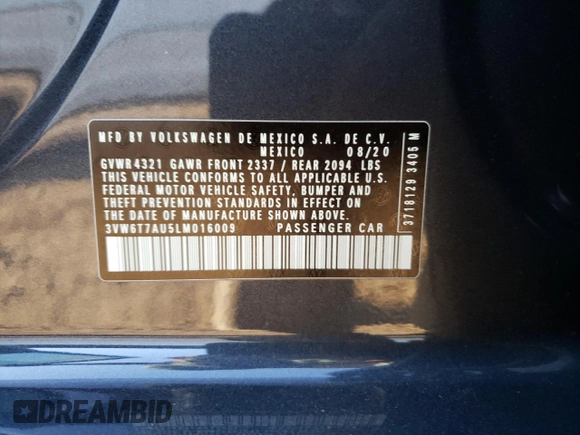 MFD BY VOLKSWAGEN DE MEXICO S.A. DE C.V.
MEXICO 08/20
GVWR 4321 GAWR FRONT 2337 / REAR 2094 LBS
THIS VEHICLE CONFORMS TO ALL APPLICABLE U.S.
FEDERAL MOTOR VEHICLE SAFETY, BUMPER AND
THEFT PREVENTION STANDARDS IN EFFECT ON
THE DATE OF MANUFACTURE SHOWN ABOVE.
3VW6T7AU5LM016009 PASSENGER CAR
3718129 3406 M
DREAMBID